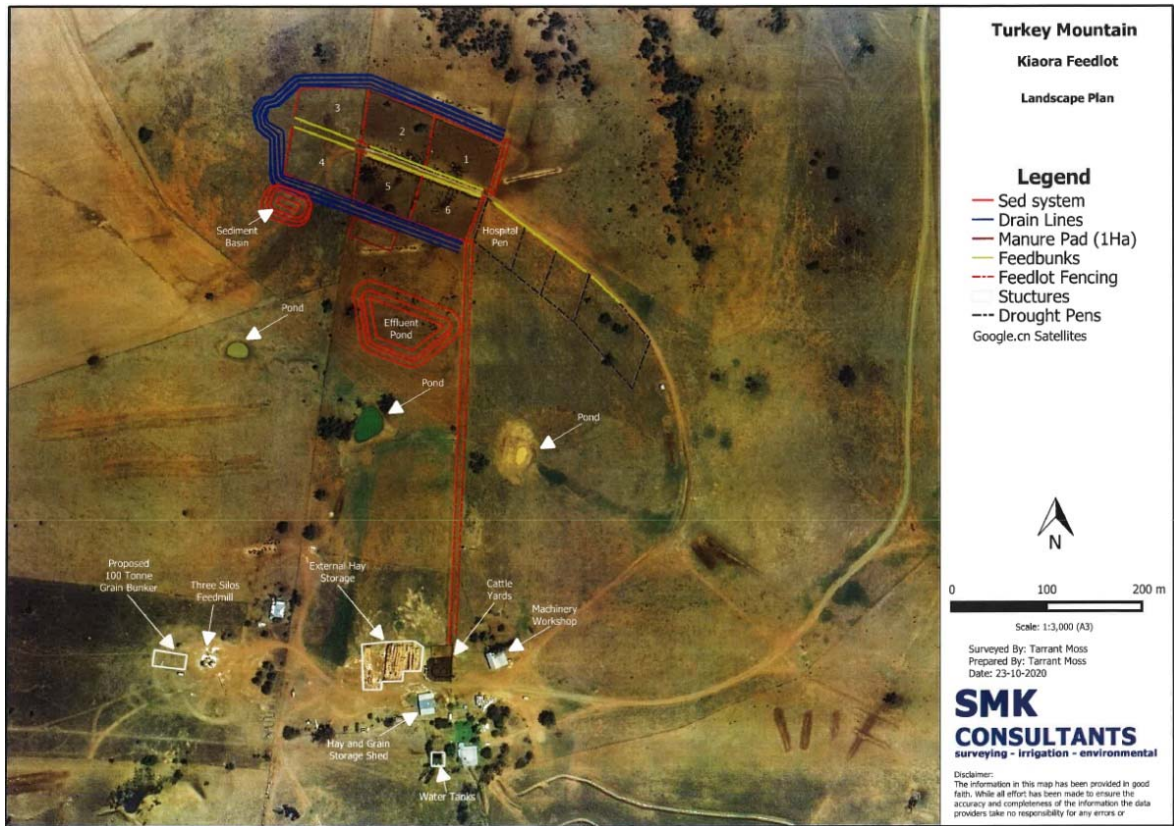 Turkey Mountain
Kiaora Feedlot
Landscape Plan
Legend
Sed system
Drain Lines
Manure Pad (1Ha)
Feedbunks
Feedlot Fencing
Stuctures
Drought Pens
Google.cn Satellites
N
0 100 200 m
Scale: 1:3,000 (A3)
Surveyed By: Tarrant Moss
Prepared By: Tarrant Moss
Date: 23-10-2020
SMK
CONSULTANTS
surveying - irrigation - environmental
Disclaimer:
The information in this map has been provided in good
faith. While all effort has been made to ensure the
accuracy and completeness of the information the data
providers take no responsibility for any errors or
3
2
1
4
5
6
Hospital
Pen
Sediment
Basin
Effluent
Pond
Pond
Pond
Pond
Proposed
100 Tonne
Grain Bunker
Three Silos
Feedmill
External Hay
Storage
Cattle
Yards
Machinery
Workshop
Hay and Grain
Storage Shed
Water Tanks